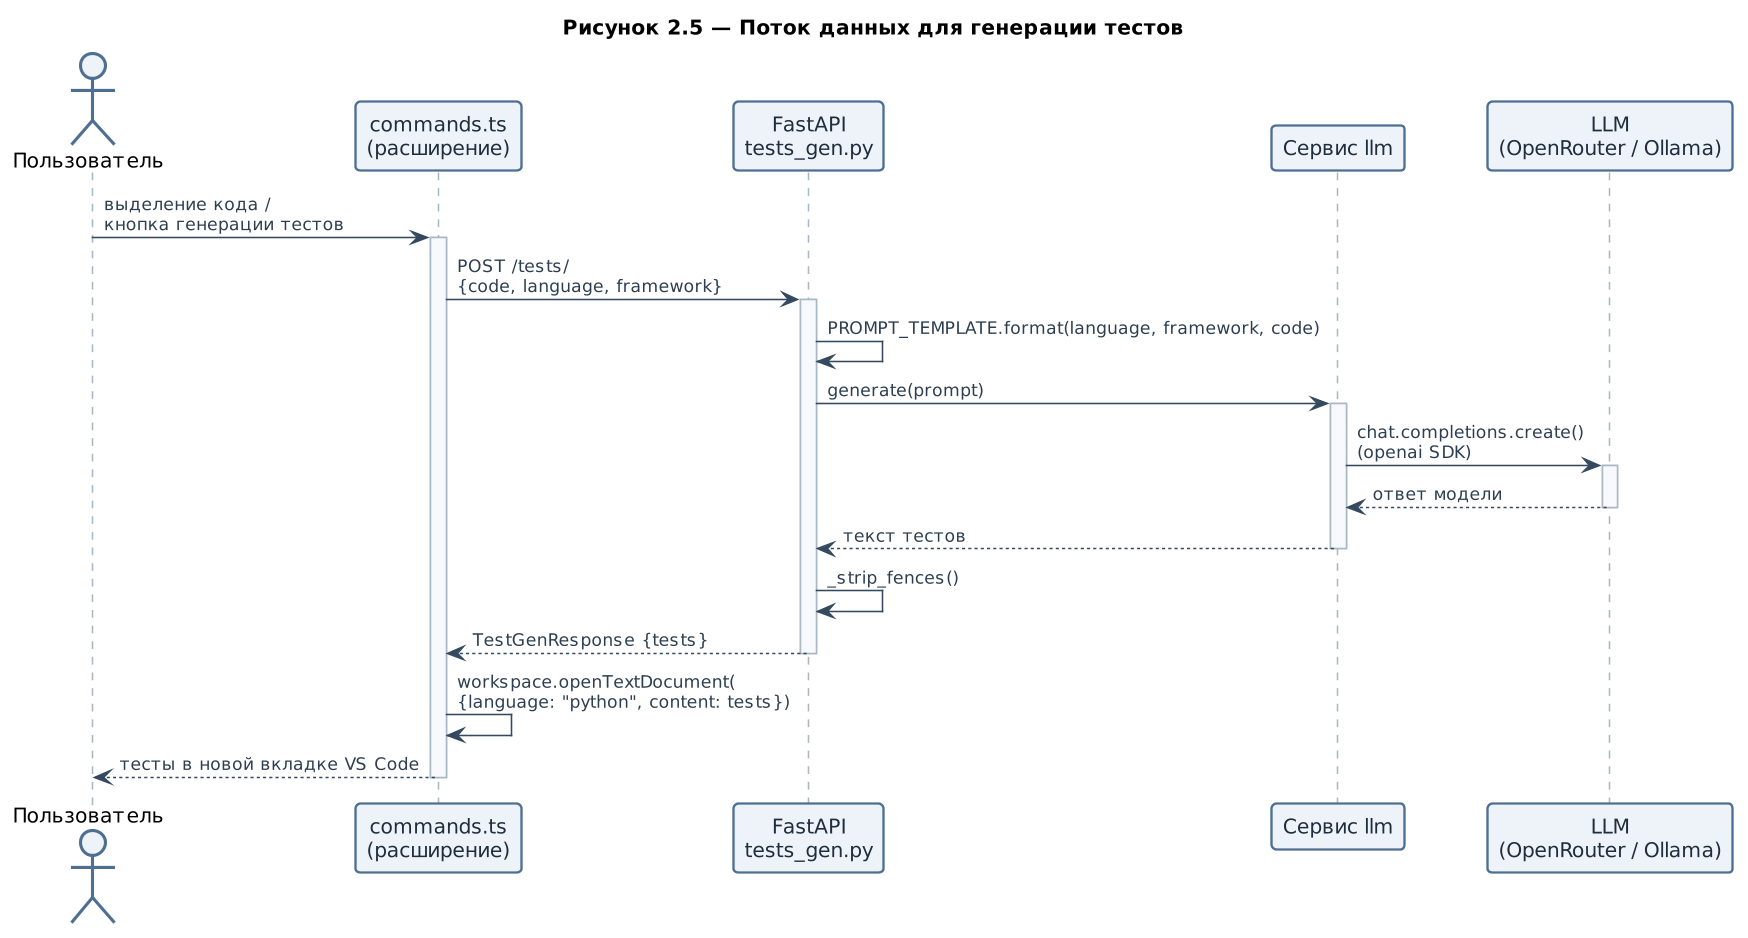 Рисунок 2.5 — Поток данных для генерации тестов
Пользователь
commands.ts
(расширение)
FastAPI
tests_gen.py
Сервис llm
LLM
(OpenRouter / Ollama)
выделение кода /
кнопка генерации тестов
POST /tests/
{code, language, framework}
PROMPT_TEMPLATE.format(language, framework, code)
generate(prompt)
chat.completions.create()
(openai SDK)
ответ модели
текст тестов
_strip_fences()
TestGenResponse {tests}
workspace.openTextDocument(
{language: "python", content: tests})
тесты в новой вкладке VS Code
Пользователь
commands.ts
(расширение)
FastAPI
tests_gen.py
Сервис llm
LLM
(OpenRouter / Ollama)